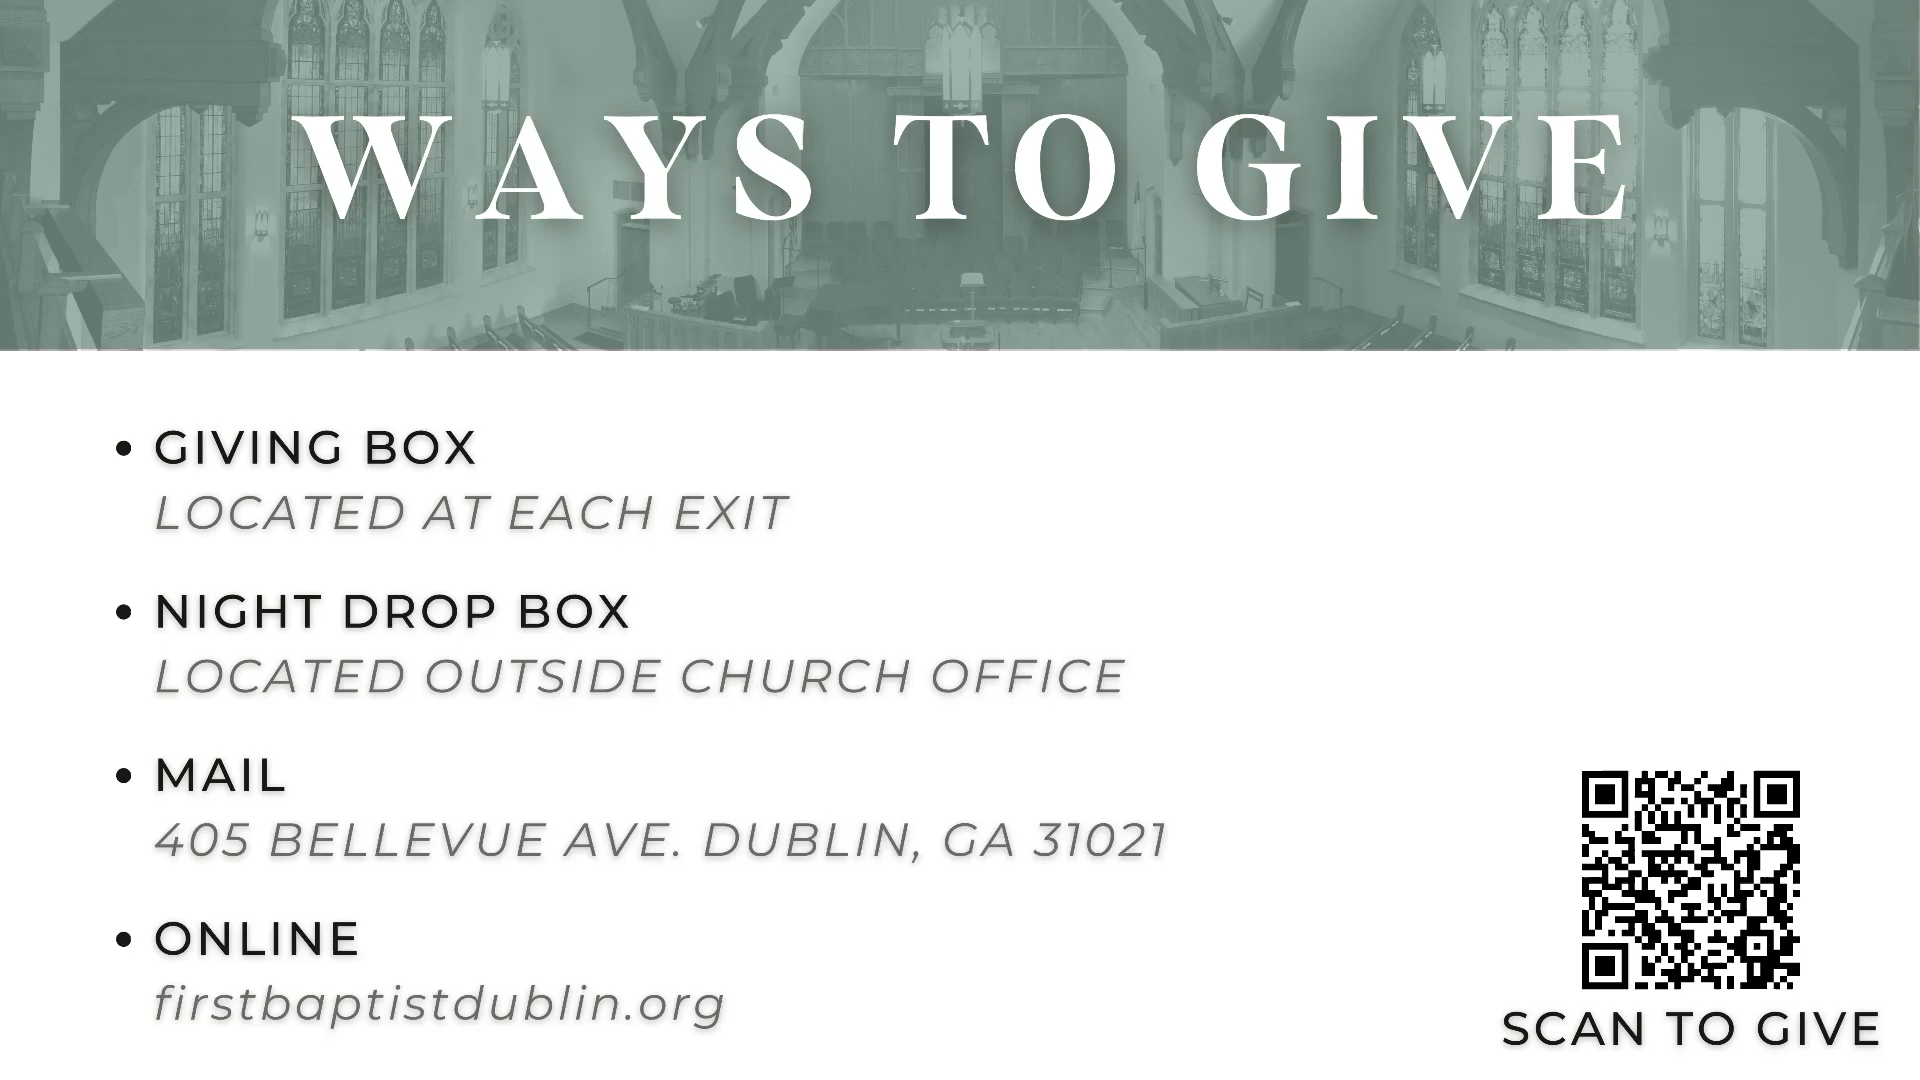 WAYS TO GIVE
• GIVING BOX
LOCATED AT EACH EXIT
• NIGHT DROP BOX
LOCATED OUTSIDE CHURCH OFFICE
• MAIL
405 BELLEVUE AVE. DUBLIN, GA 31021
• ONLINE
firstbaptistdublin.org
SCAN TO GIVE